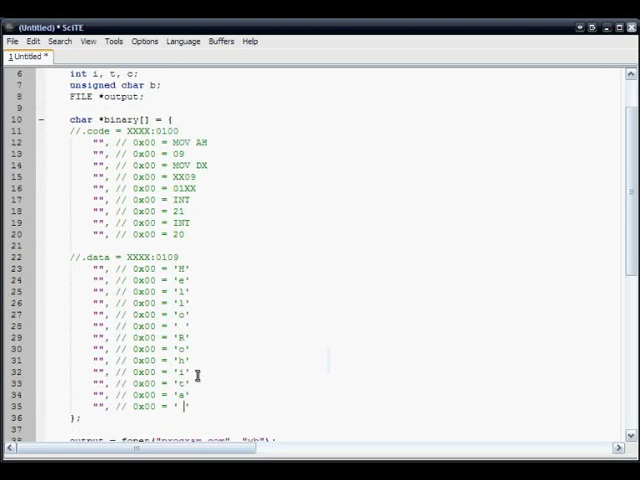 (Untitled) * SciTE
File Edit Search View Tools Options Language Buffers Help
1 Untitled *
6 int i, t, c;
7 unsigned char b;
8 FILE *output;
9
10 char *binary[] = {
11 //.code = XXXX:0100
12 "", // 0x00 = MOV AH
13 "", // 0x00 = 09
14 "", // 0x00 = MOV DX
15 "", // 0x00 = XX09
16 "", // 0x00 = 01XX
17 "", // 0x00 = INT
18 "", // 0x00 = 21
19 "", // 0x00 = INT
20 "", // 0x00 = 20
21
22 //.data = XXXX:0109
23 "", // 0x00 = 'H'
24 "", // 0x00 = 'e'
25 "", // 0x00 = 'l'
26 "", // 0x00 = 'l'
27 "", // 0x00 = 'o'
28 "", // 0x00 = ' '
29 "", // 0x00 = 'R'
30 "", // 0x00 = 'o'
31 "", // 0x00 = 'h'
32 "", // 0x00 = 'i'
33 "", // 0x00 = 't'
34 "", // 0x00 = 'a'
35 "", // 0x00 = ' '
36 };
37
38 output = fopen("program.com", "wb");